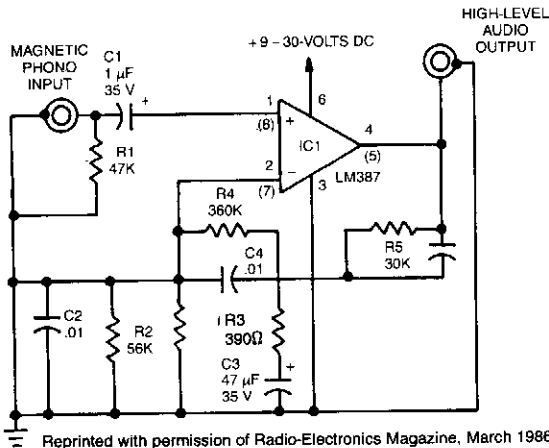 HIGH-LEVEL
AUDIO
OUTPUT
MAGNETIC
PHONO
INPUT
+9 - 30-VOLTS DC
C1
1 µF
35 V
+
1
(8)
+
6
IC1
4
(5)
LM387
2
(7)
-
3
R1
47K
R4
360K
C4
.01
R5
30K
C2
.01
R2
56K
R3
390Ω
C3
47 µF
35 V
+
Reprinted with permission of Radio-Electronics Magazine, March 1988